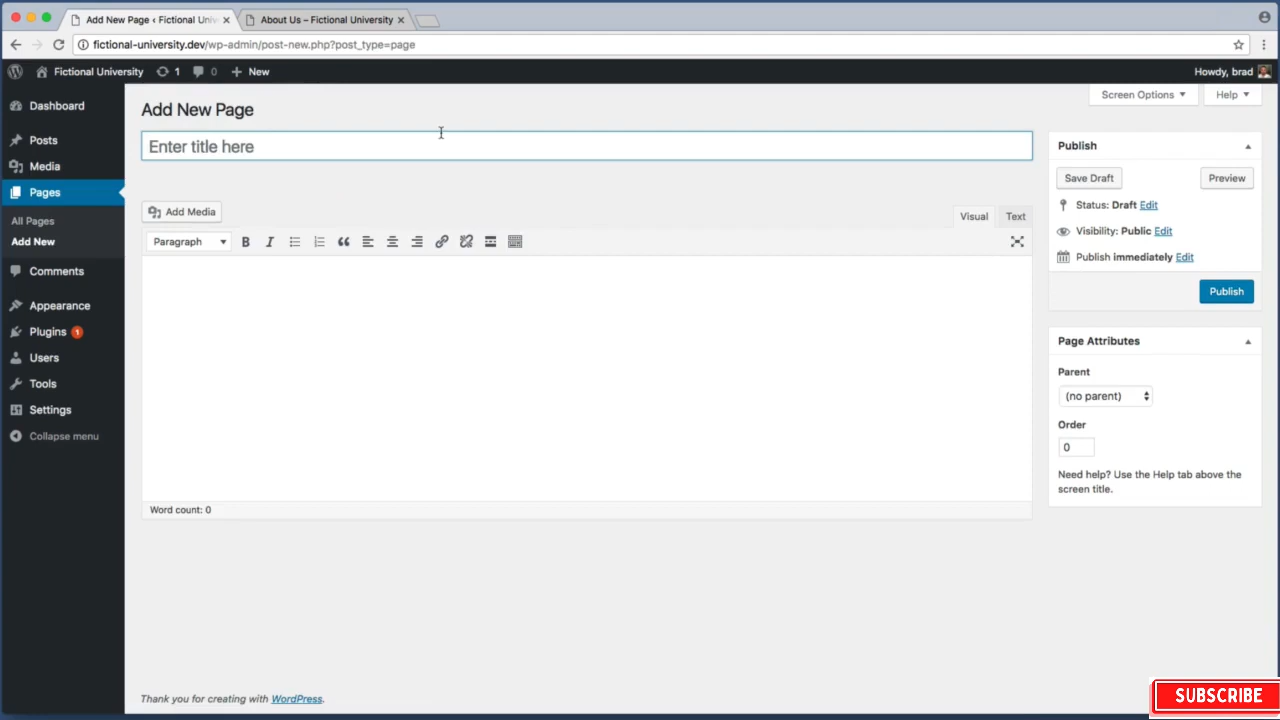 Add New Page ‹ Fictional Univ
About Us – Fictional University
fictional-university.dev/wp-admin/post-new.php?post_type=page
Fictional University
1
0
New
Howdy, brad
Dashboard
Posts
Media
Pages
All Pages
Add New
Comments
Appearance
Plugins 1
Users
Tools
Settings
Collapse menu
Screen Options
Help
Add New Page
Enter title here
Add Media
Visual
Text
Paragraph
B
I
Word count: 0
Publish
Save Draft
Preview
Status: Draft Edit
Visibility: Public Edit
Publish immediately Edit
Publish
Page Attributes
Parent
(no parent)
Order
0
Need help? Use the Help tab above the
screen title.
Thank you for creating with WordPress.
SUBSCRIBE